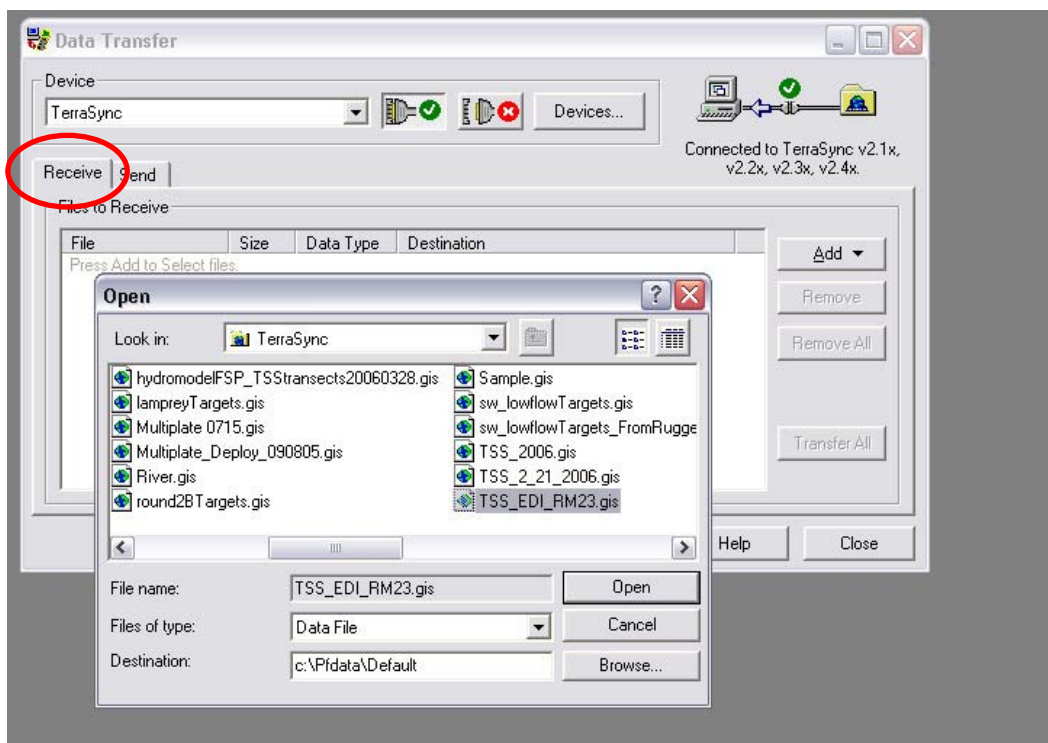 Data Transfer
Device
TerraSync
Devices...
Connected to TerraSync v2.1x,
v2.2x, v2.3x, v2.4x.
Receive Send
Files to Receive
File Size Data Type Destination
Press Add to Select files.
Add
Remove
Remove All
Transfer All
Help Close
Open
Look in: TerraSync
hydromodelFSP_TSStransects20060328.gis
lampreyTargets.gis
Multiplate 0715.gis
Multiplate_Deploy_090805.gis
River.gis
round2BTargets.gis
Sample.gis
sw_lowflowTargets.gis
sw_lowflowTargets_FromRugge
TSS_2006.gis
TSS_2_21_2006.gis
TSS_EDI_RM23.gis
File name: TSS_EDI_RM23.gis Open
Files of type: Data File Cancel
Destination: c:\Pfdata\Default Browse...